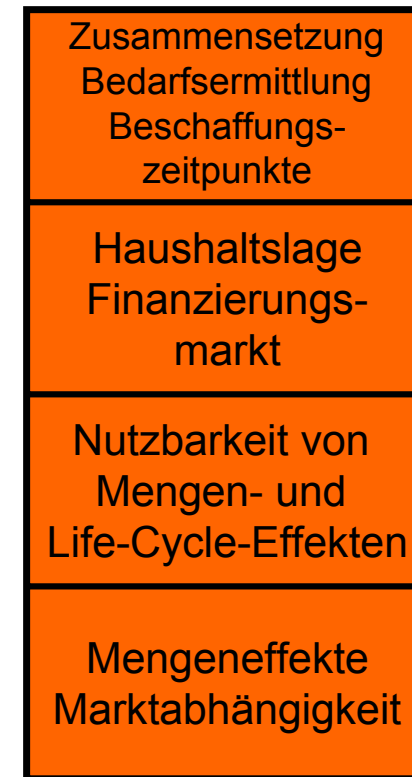 Zusammensetzung
Bedarfsermittlung
Beschaffungs-
zeitpunkte
Haushaltslage
Finanzierungs-
markt
Nutzbarkeit von
Mengen- und
Life-Cycle-Effekten
Mengeneffekte
Marktabhängigkeit